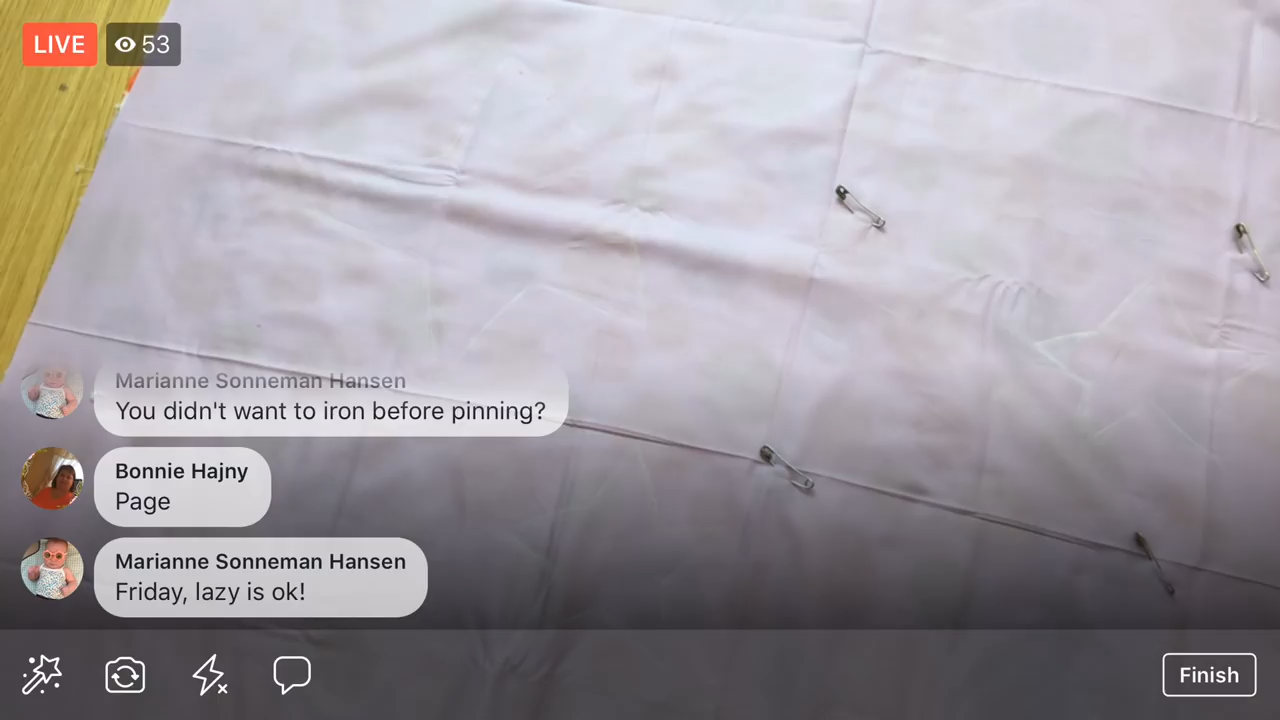 LIVE
53
Marianne Sonneman Hansen
You didn't want to iron before pinning?
Bonnie Hajny
Page
Marianne Sonneman Hansen
Friday, lazy is ok!
Finish